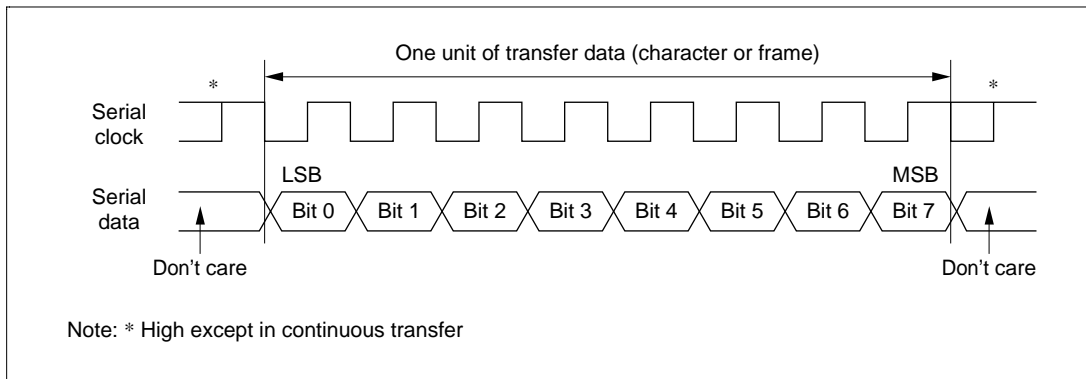 One unit of transfer data (character or frame)
* *
Serial
clock
LSB MSB
Serial
data
Bit 0 Bit 1 Bit 2 Bit 3 Bit 4 Bit 5 Bit 6 Bit 7
Don't care Don't care
Note: * High except in continuous transfer